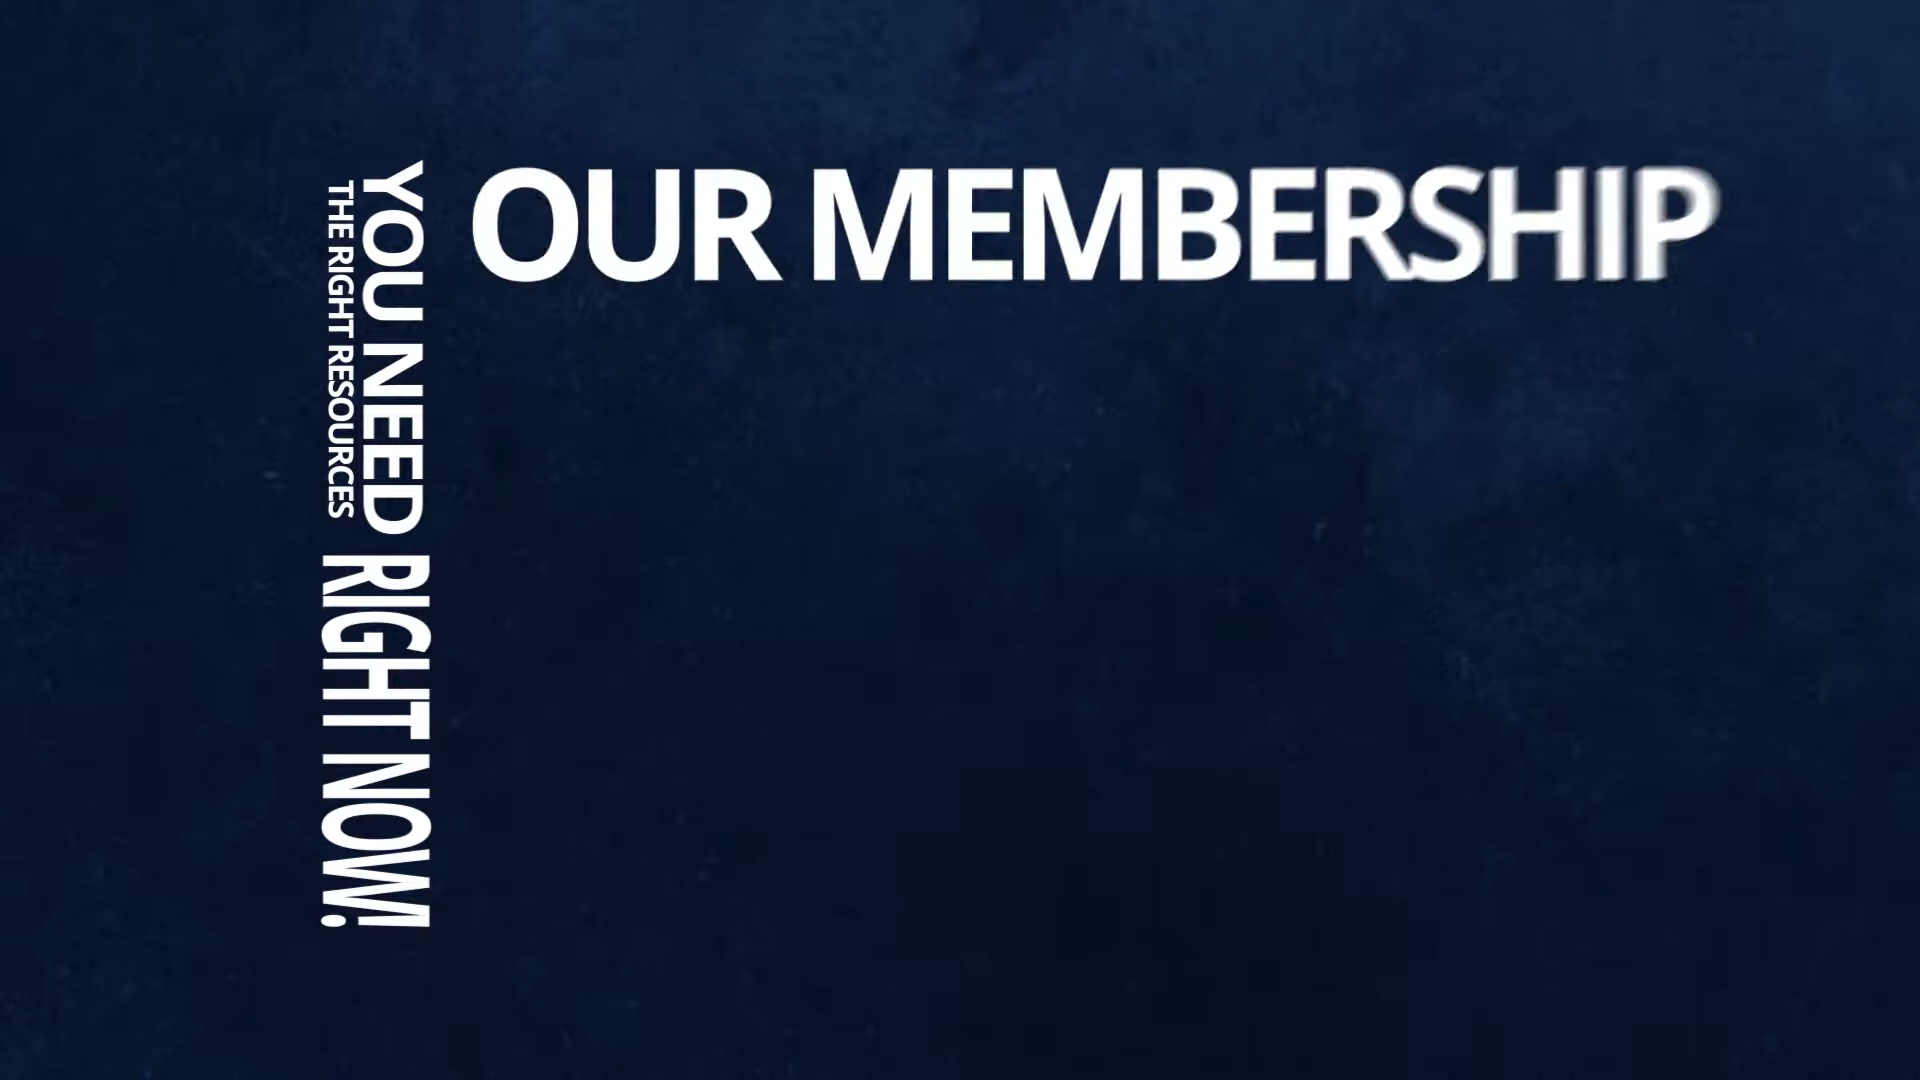 YOU NEED
THE RIGHT RESOURCES
RIGHT NOW!
OUR MEMBERSHIP